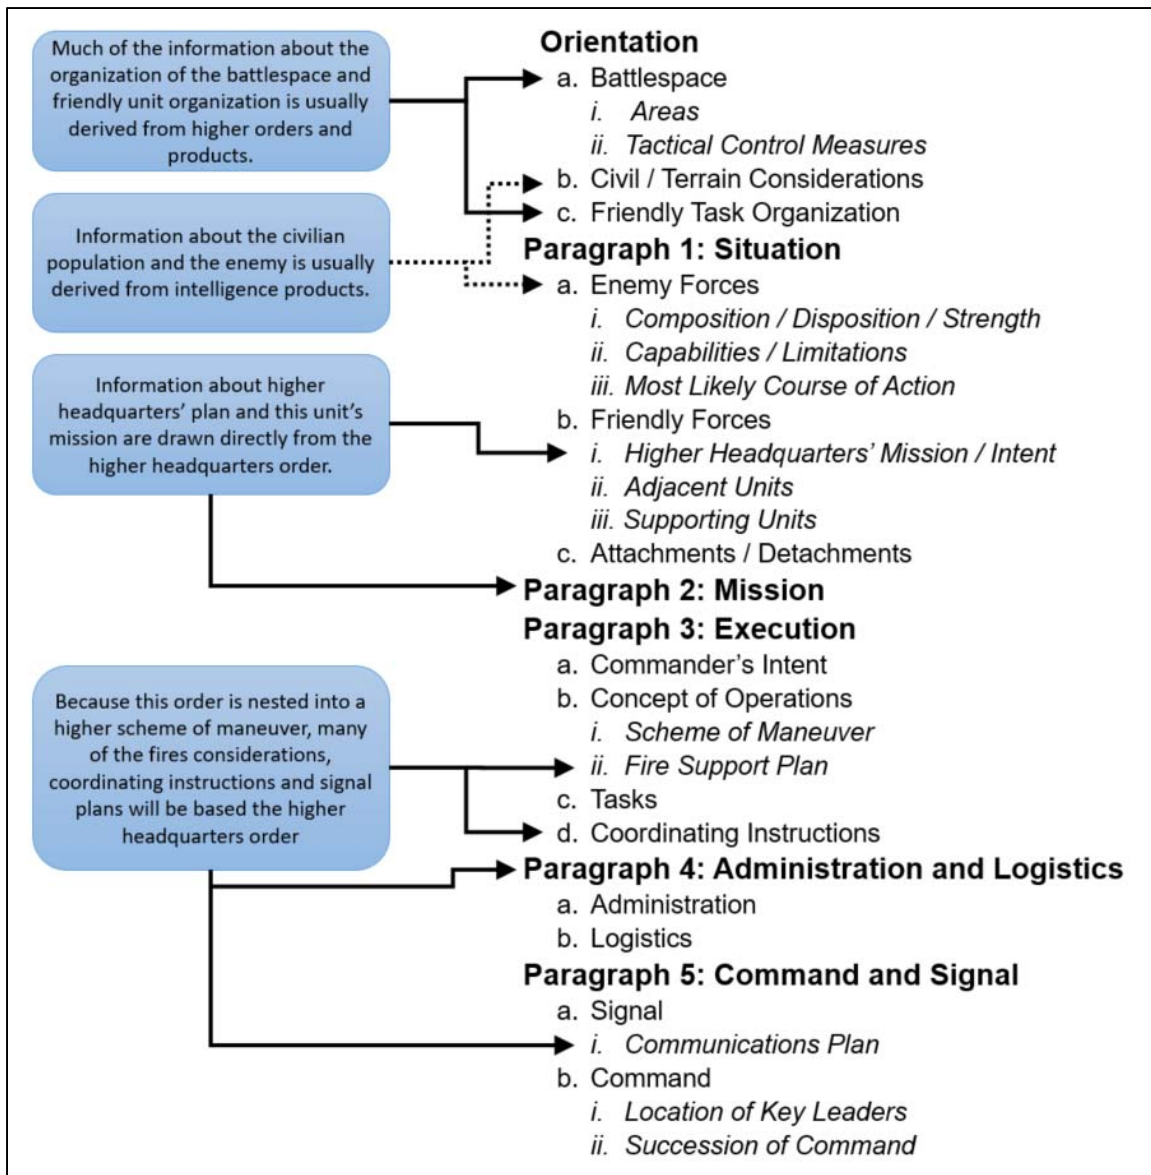 Much of the information about the
organization of the battlespace and
friendly unit organization is usually
derived from higher orders and
products.
Information about the civilian
population and the enemy is usually
derived from intelligence products.
Information about higher
headquarters’ plan and this unit’s
mission are drawn directly from the
higher headquarters order.
Because this order is nested into a
higher scheme of maneuver, many
of the fires considerations,
coordinating instructions and signal
plans will be based the higher
headquarters order
Orientation
a. Battlespace
i. Areas
ii. Tactical Control Measures
b. Civil / Terrain Considerations
c. Friendly Task Organization
Paragraph 1: Situation
a. Enemy Forces
i. Composition / Disposition / Strength
ii. Capabilities / Limitations
iii. Most Likely Course of Action
b. Friendly Forces
i. Higher Headquarters’ Mission / Intent
ii. Adjacent Units
iii. Supporting Units
c. Attachments / Detachments
Paragraph 2: Mission
Paragraph 3: Execution
a. Commander’s Intent
b. Concept of Operations
i. Scheme of Maneuver
ii. Fire Support Plan
c. Tasks
d. Coordinating Instructions
Paragraph 4: Administration and Logistics
a. Administration
b. Logistics
Paragraph 5: Command and Signal
a. Signal
i. Communications Plan
b. Command
i. Location of Key Leaders
ii. Succession of Command